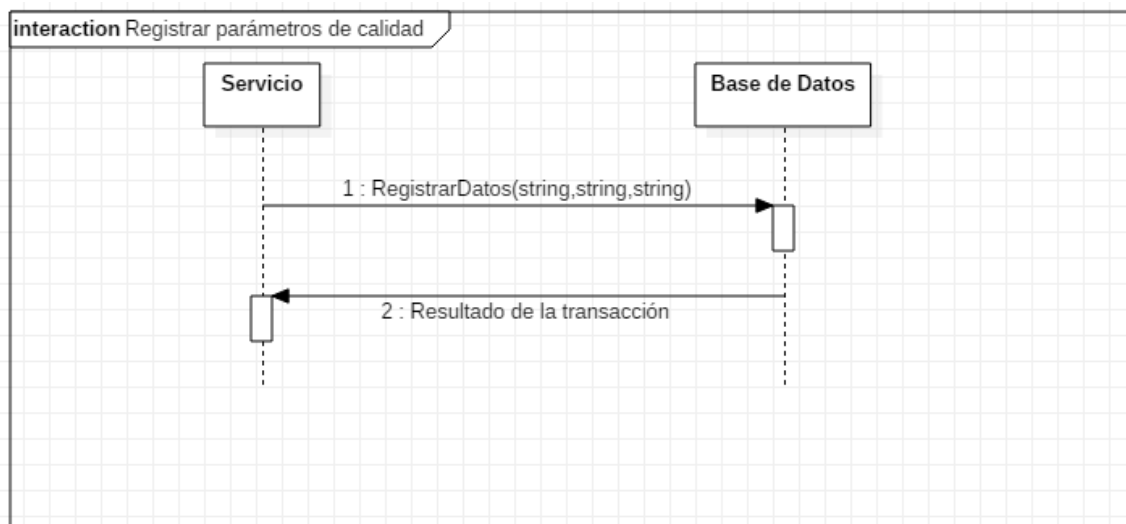 interaction Registrar parámetros de calidad
Servicio
Base de Datos
1 : RegistrarDatos(string,string,string)
2 : Resultado de la transacción